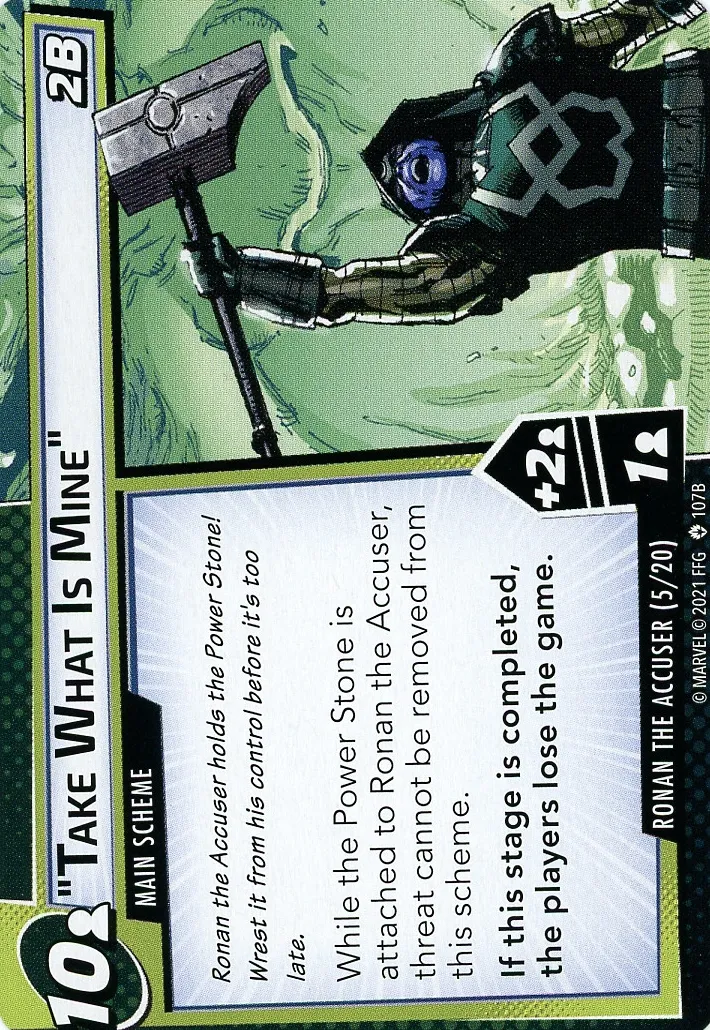 10
"Take What Is Mine"
2B
MAIN SCHEME
Ronan the Accuser holds the Power Stone!
Wrest it from his control before it's too
late.
While the Power Stone is
attached to Ronan the Accuser,
threat cannot be removed from
this scheme.
If this stage is completed,
the players lose the game.
+2
1
RONAN THE ACCUSER (5/20)
© MARVEL © 2021 FFG 107B